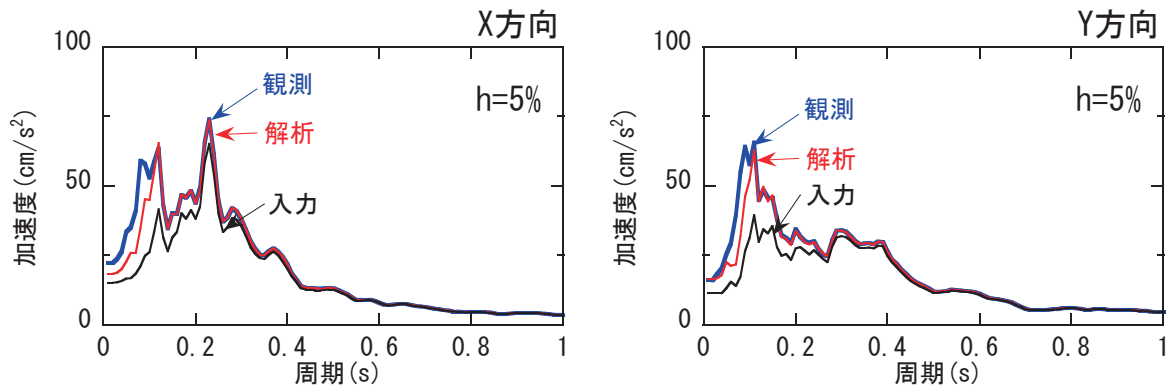 X方向
100
50
0
加速度(cm/s²)
h=5%
観測
解析
入力
0 0.2 0.4 0.6 0.8 1
周期(s)
Y方向
100
50
0
加速度(cm/s²)
h=5%
観測
解析
入力
0 0.2 0.4 0.6 0.8 1
周期(s)